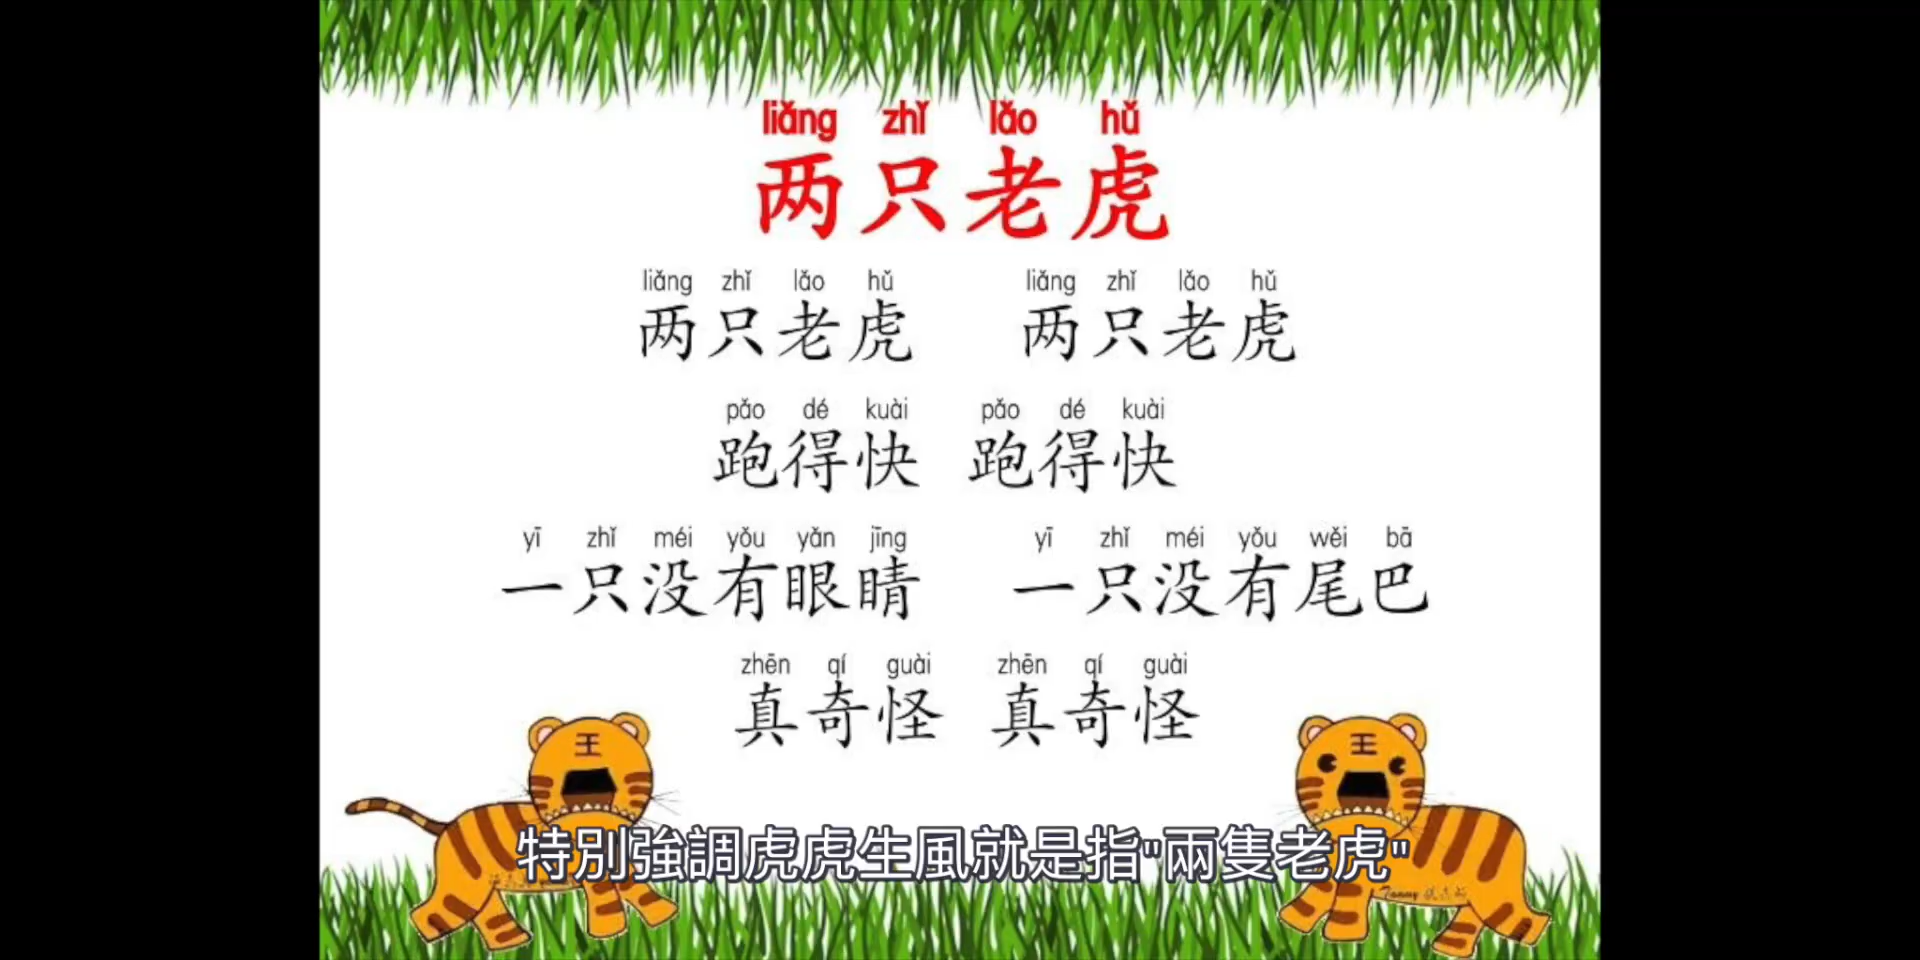 liǎng zhǐ lǎo hǔ
两只老虎
liǎng zhǐ lǎo hǔ liǎng zhǐ lǎo hǔ
两只老虎 两只老虎
pǎo dé kuài pǎo dé kuài
跑得快 跑得快
yī zhǐ méi yǒu yǎn jīng yī zhǐ méi yǒu wěi bā
一只没有眼睛 一只没有尾巴
zhēn qí guài zhēn qí guài
真奇怪 真奇怪
王 王
特別強調虎虎生風就是指"兩隻老虎"